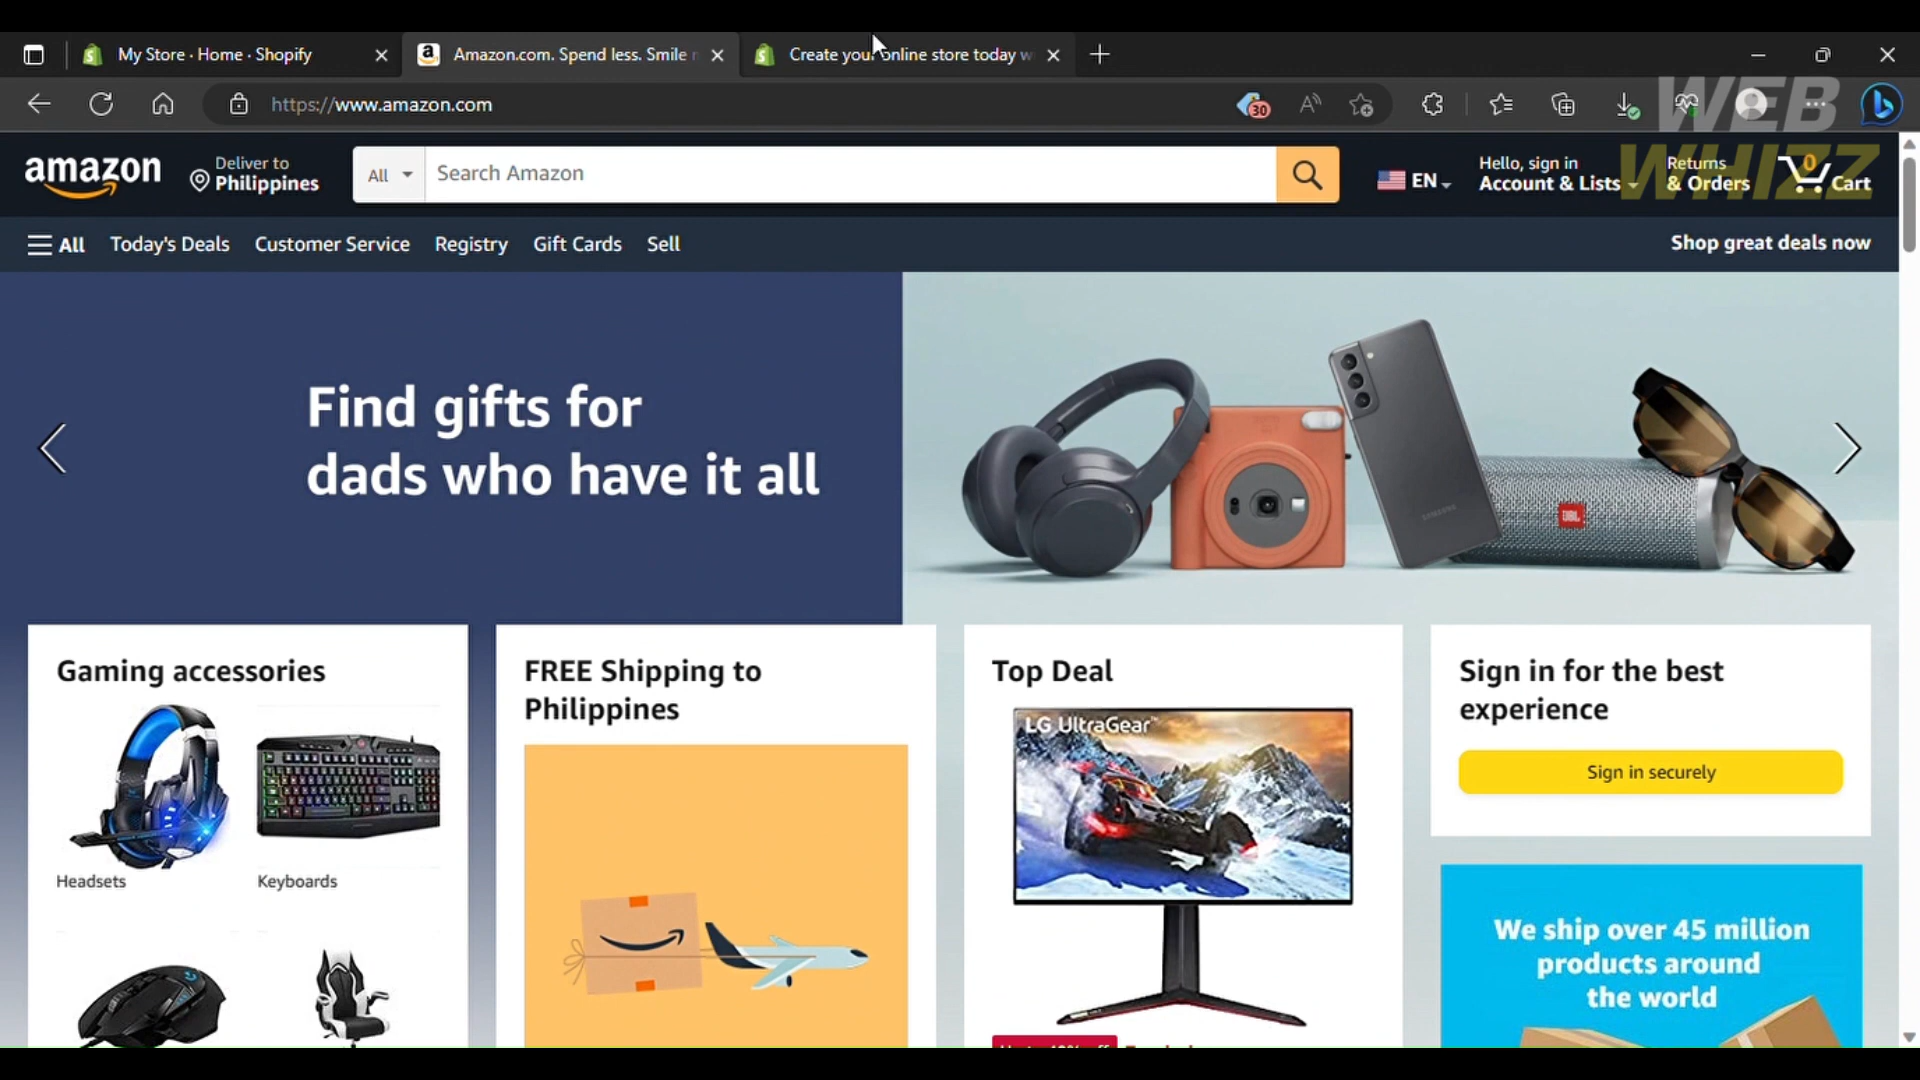 My Store · Home · Shopify
Amazon.com. Spend less. Smile
Create your online store today
https://www.amazon.com
30
WEB
WHIZZ
amazon
Deliver to
Philippines
All
Search Amazon
EN
Hello, sign in
Account & Lists
Returns
& Orders
0
Cart
All
Today's Deals
Customer Service
Registry
Gift Cards
Sell
Shop great deals now
Find gifts for
dads who have it all
SAMSUNG
JBL
Gaming accessories
Headsets
Keyboards
FREE Shipping to
Philippines
Top Deal
LG UltraGear™
Sign in for the best
experience
Sign in securely
We ship over 45 million
products around
the world